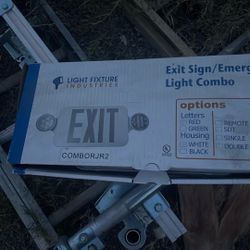 LIGHT FIXTURE
INDUSTRIES
Exit Sign/Emerg
Light Combo
EXIT
COMBORJR2
options
Letters
RED
GREEN
Housing
WHITE
BLACK
REMOTE
SDT
SINGLE
DOUBLE